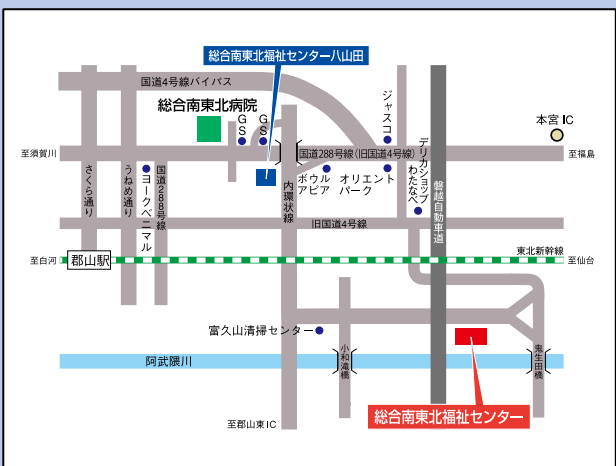 総合南東北福祉センター八山田
国道4号線バイパス
総合南東北病院
GS
GS
ジャスコ
本宮 IC
至須賀川
国道288号線(旧国道4号線)
至福島
さくら通り
うねめ通り
ヨークベニマル
国道288号線
内環状線
ボウル
アピア
オリエント
パーク
デリカショップ
わたなべ
磐越自動車道
旧国道4号線
東北新幹線
至白河
郡山駅
至仙台
富久山清掃センター
小和滝橋
鬼生田橋
阿武隈川
総合南東北福祉センター
至郡山東IC